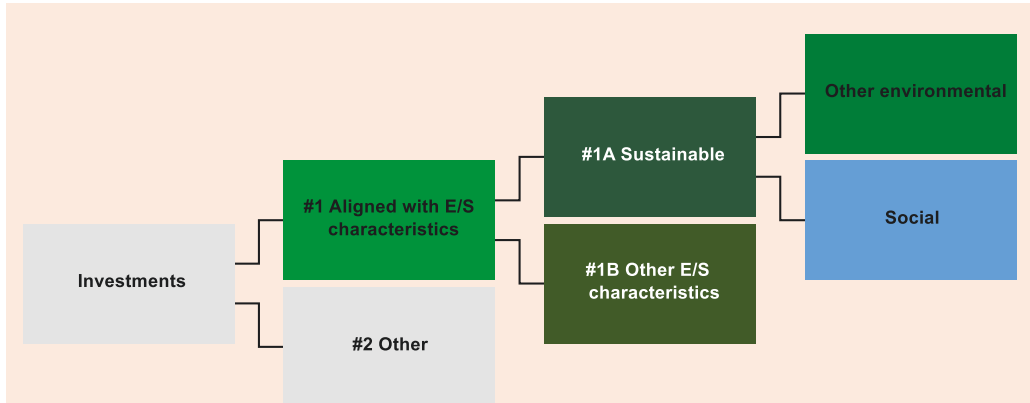 Investments
#1 Aligned with E/S
characteristics
#2 Other
#1A Sustainable
#1B Other E/S
characteristics
Other environmental
Social